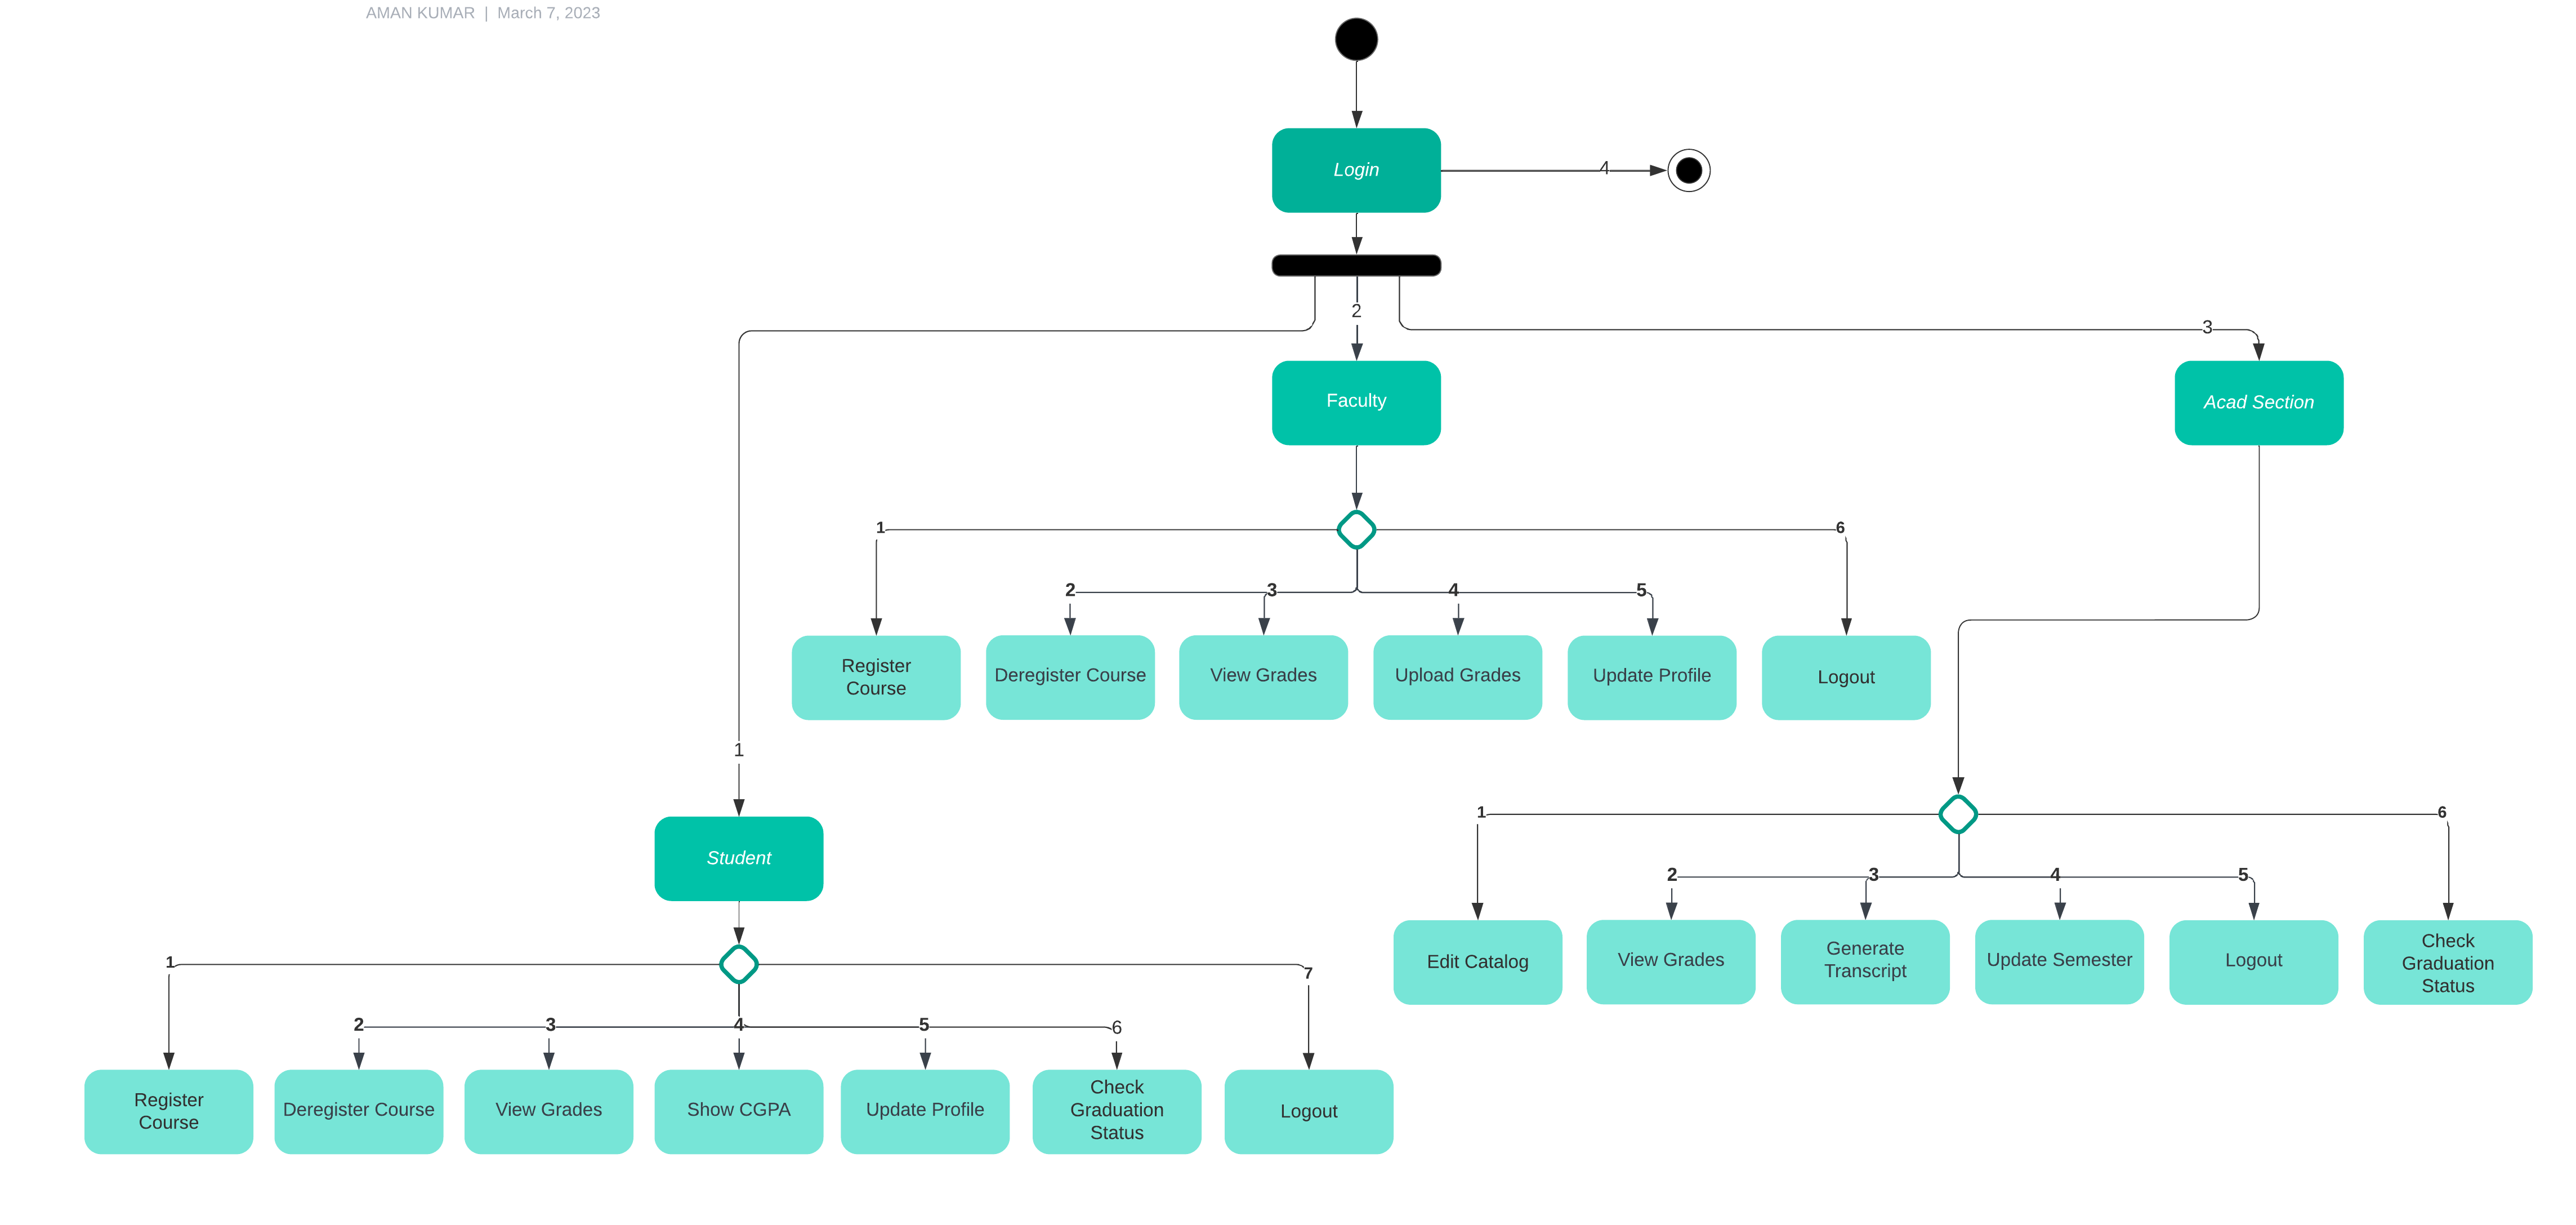 AMAN KUMAR | March 7, 2023
Login
4
2
3
Faculty
Acad Section
1
6
2
3
4
5
Register
Course
Deregister Course
View Grades
Upload Grades
Update Profile
Logout
1
Student
1
6
2
3
4
5
Edit Catalog
View Grades
Generate
Transcript
Update Semester
Logout
Check
Graduation
Status
1
7
2
3
4
5
6
Register
Course
Deregister Course
View Grades
Show CGPA
Update Profile
Check
Graduation
Status
Logout